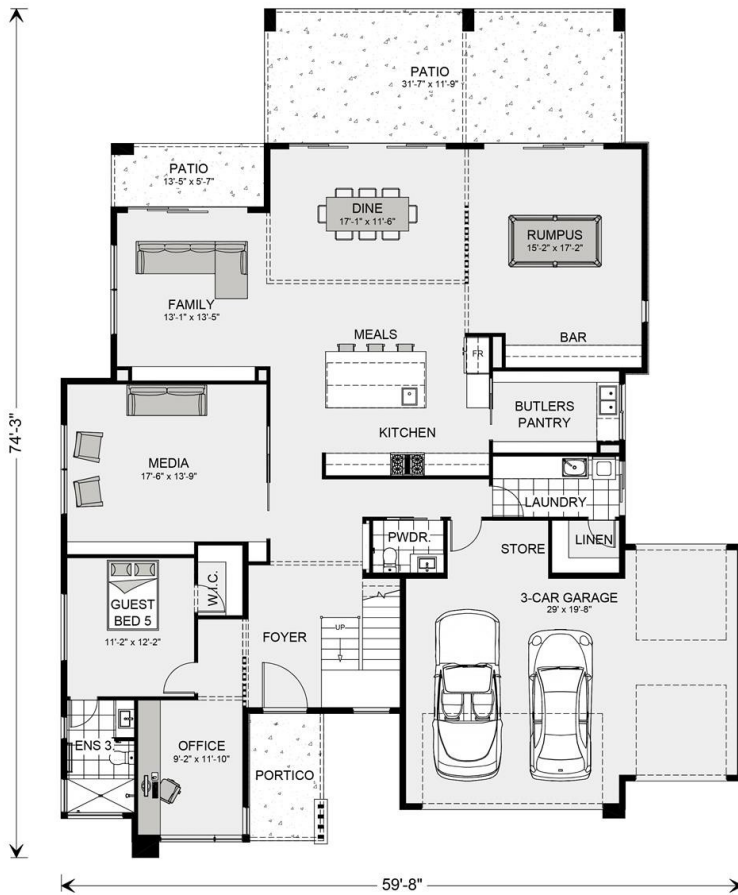 PATIO
31'-7" x 11'-9"
PATIO
13'-5" x 5'-7"
DINE
17'-1" x 11'-6"
RUMPUS
15'-2" x 17'-2"
FAMILY
13'-1" x 13'-5"
MEALS
BAR
FR
BUTLERS
PANTRY
KITCHEN
MEDIA
17'-6" x 13'-9"
LAUNDRY
PWDR.
STORE
LINEN
W.I.C.
GUEST
BED 5
11'-2" x 12'-2"
3-CAR GARAGE
29' x 19'-8"
UP
FOYER
ENS 3
OFFICE
9'-2" x 11'-10"
PORTICO
74'-3"
59'-8"